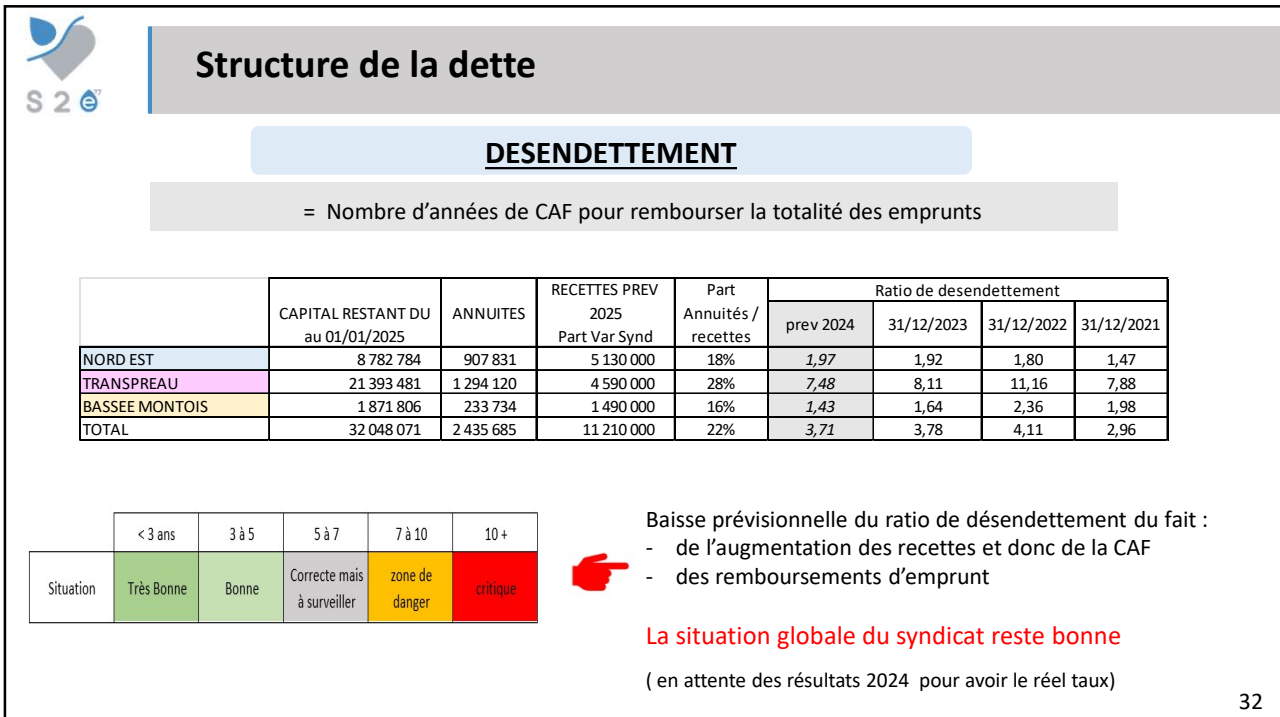 S2e77
Structure de la dette
DESENDETTEMENT
= Nombre d'années de CAF pour rembourser la totalité des emprunts
CAPITAL RESTANT DU au 01/01/2025 ANNUITES RECETTES PREV 2025 Part Var Synd Part Annuités / recettes Ratio de desendettement
prev 2024 31/12/2023 31/12/2022 31/12/2021
NORD EST 8 782 784 907 831 5 130 000 18% 1,97 1,92 1,80 1,47
TRANSPREAU 21 393 481 1 294 120 4 590 000 28% 7,48 8,11 11,16 7,88
BASSEE MONTOIS 1 871 806 233 734 1 490 000 16% 1,43 1,64 2,36 1,98
TOTAL 32 048 071 2 435 685 11 210 000 22% 3,71 3,78 4,11 2,96
< 3 ans 3 à 5 5 à 7 7 à 10 10 +
Situation Très Bonne Bonne Correcte mais à surveiller zone de danger critique
Baisse prévisionnelle du ratio de désendettement du fait :
- de l'augmentation des recettes et donc de la CAF
- des remboursements d'emprunt
La situation globale du syndicat reste bonne
( en attente des résultats 2024 pour avoir le réel taux)
32